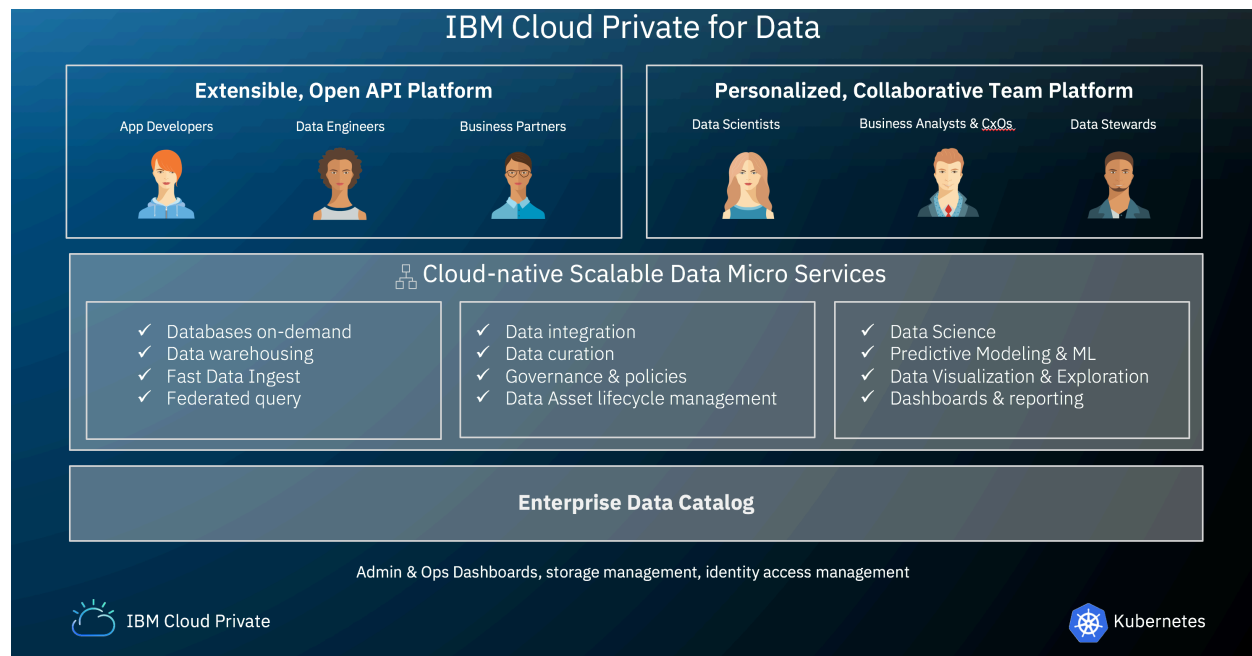 IBM Cloud Private for Data
Extensible, Open API Platform
App Developers
Data Engineers
Business Partners
Personalized, Collaborative Team Platform
Data Scientists
Business Analysts & CxOs
Data Stewards
Cloud-native Scalable Data Micro Services
✓ Databases on-demand
✓ Data warehousing
✓ Fast Data Ingest
✓ Federated query
✓ Data integration
✓ Data curation
✓ Governance & policies
✓ Data Asset lifecycle management
✓ Data Science
✓ Predictive Modeling & ML
✓ Data Visualization & Exploration
✓ Dashboards & reporting
Enterprise Data Catalog
Admin & Ops Dashboards, storage management, identity access management
IBM Cloud Private
Kubernetes